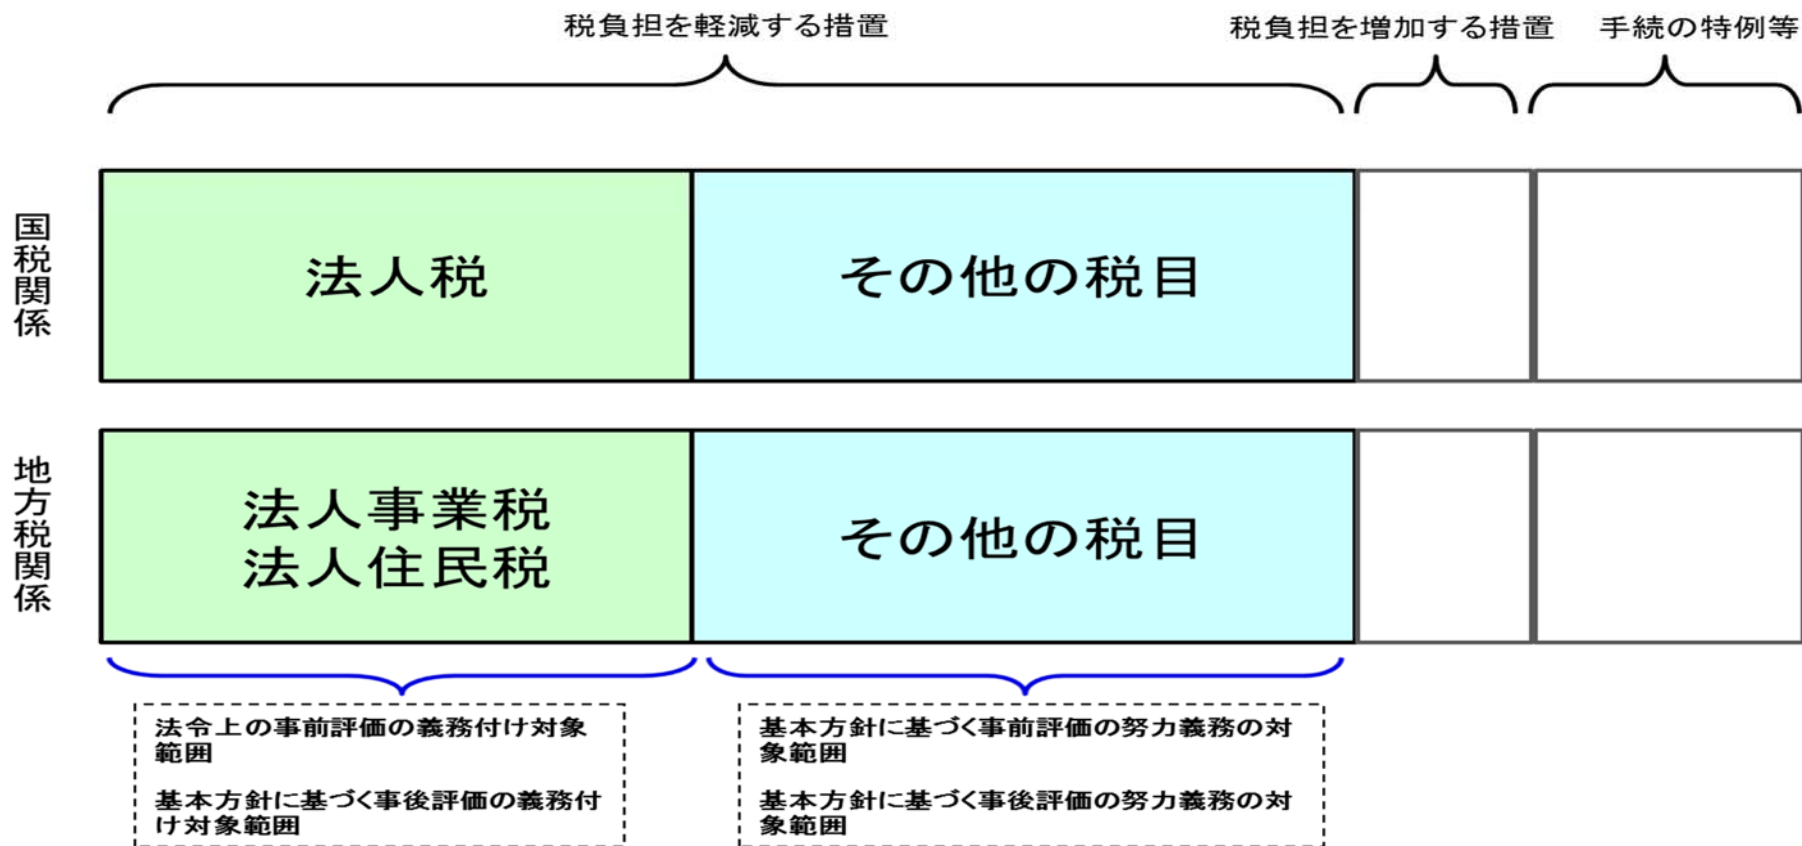 税負担を軽減する措置
税負担を増加する措置
手続の特例等
国税関係
法人税
その他の税目
地方税関係
法人事業税
法人住民税
その他の税目
法令上の事前評価の義務付け対象
範囲
基本方針に基づく事後評価の義務付
け対象範囲
基本方針に基づく事前評価の努力義務の対
象範囲
基本方針に基づく事後評価の努力義務の対
象範囲